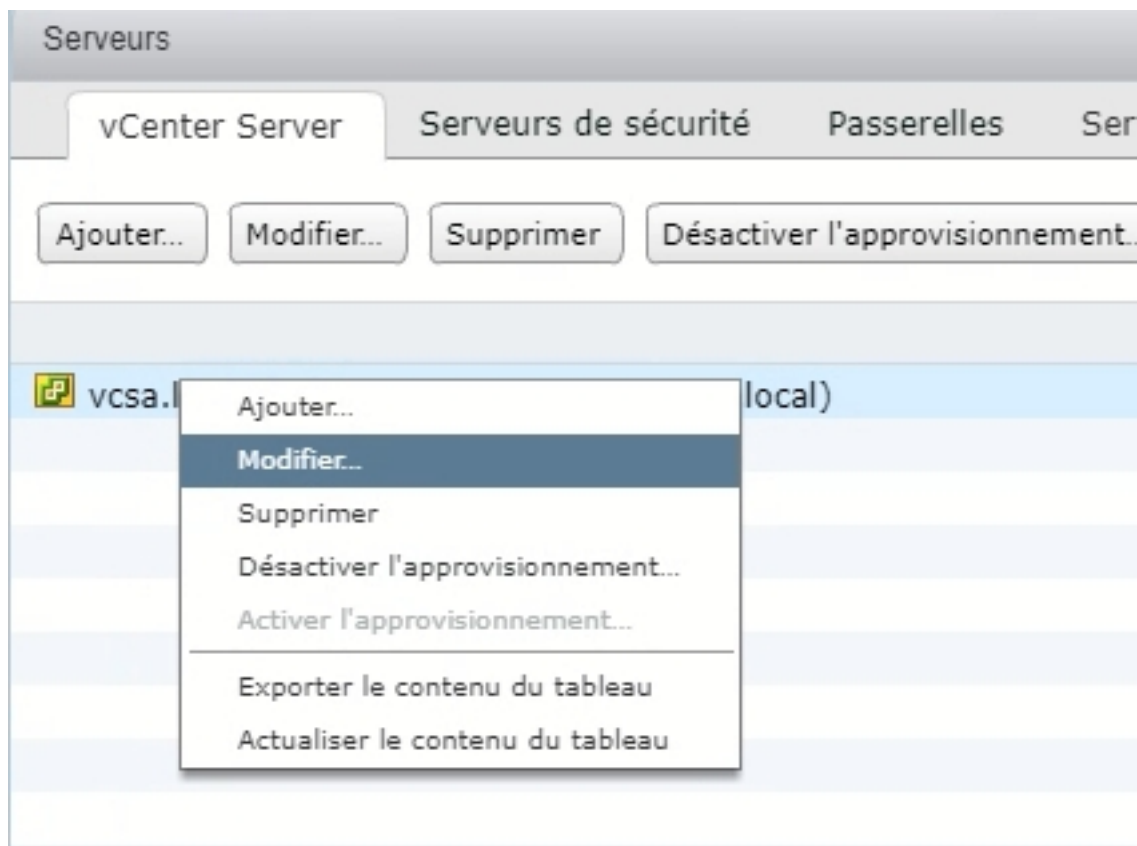 Serveurs
vCenter Server Serveurs de sécurité Passerelles Ser
Ajouter... Modifier... Supprimer Désactiver l'approvisionnement...
vcsa.l local)
Ajouter...
Modifier...
Supprimer
Désactiver l'approvisionnement...
Activer l'approvisionnement...
Exporter le contenu du tableau
Actualiser le contenu du tableau